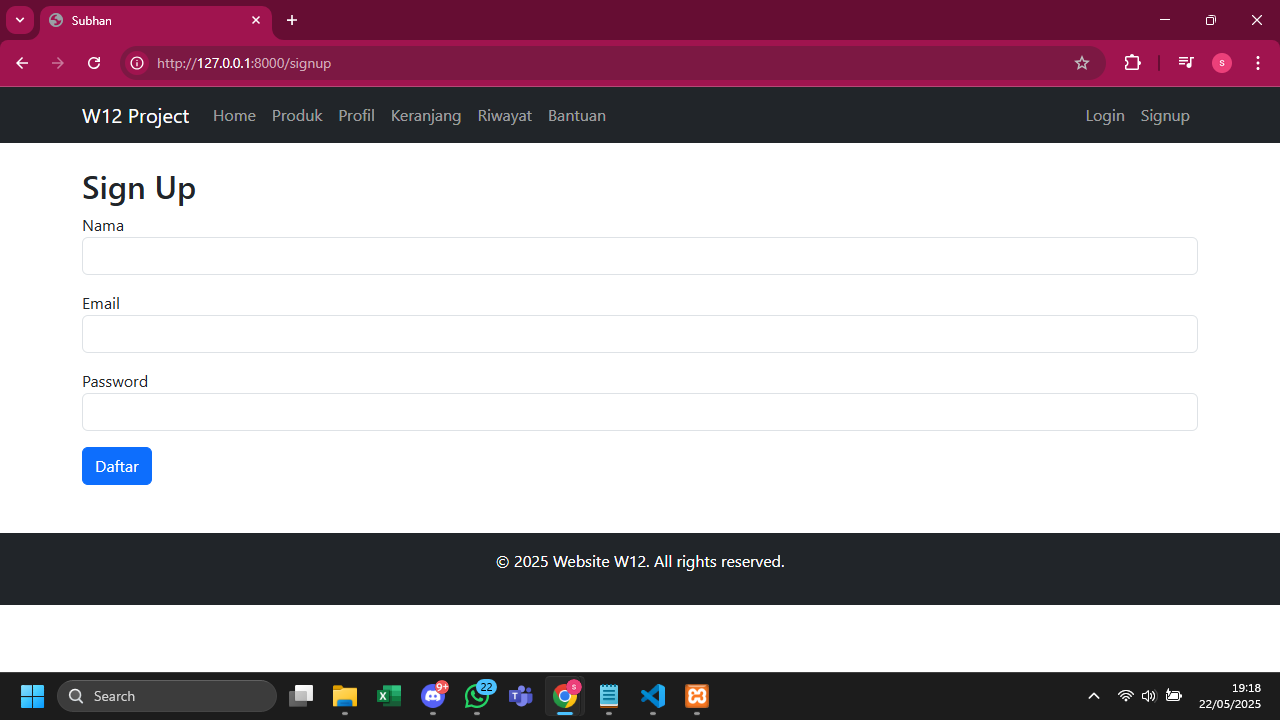 Subhan
http://127.0.0.1:8000/signup
s
W12 Project Home Produk Profil Keranjang Riwayat Bantuan Login Signup
Sign Up
Nama
Email
Password
Daftar
© 2025 Website W12. All rights reserved.
Search
9+
22
s
19:18
22/05/2025